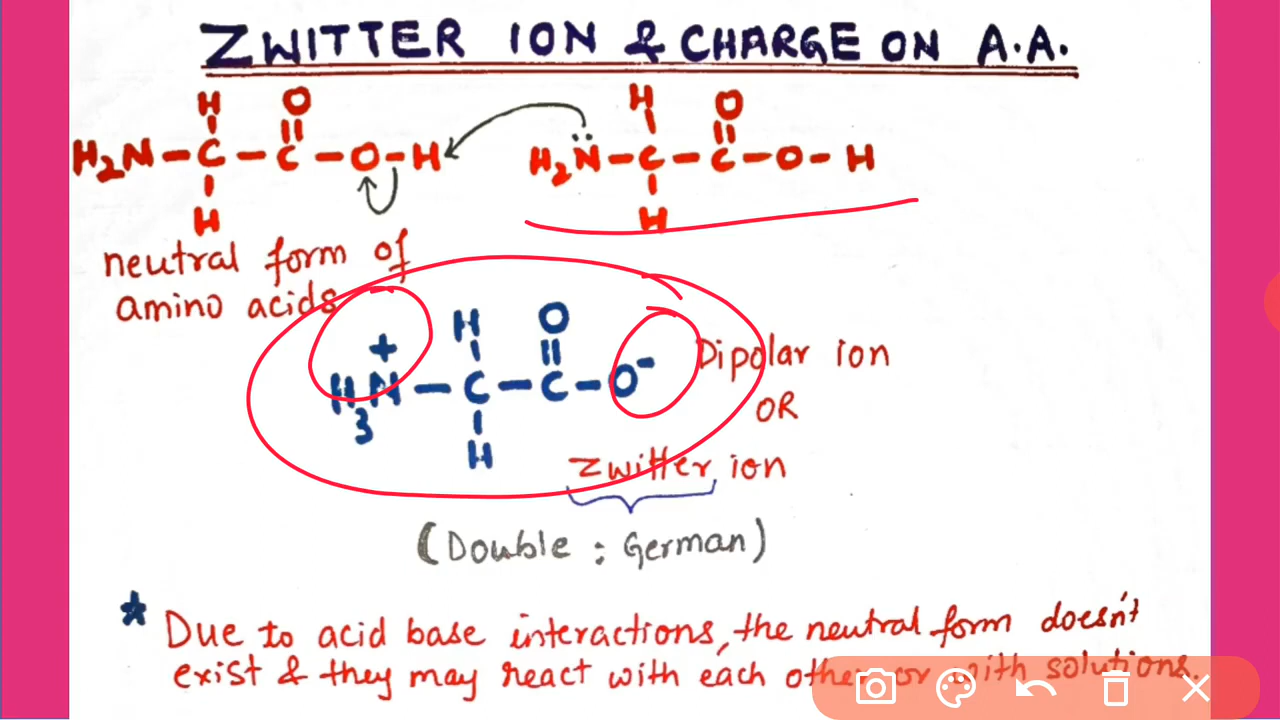 ZWITTER ION & CHARGE ON A.A.
H O H O
H₂N-C-C-O-H H₂N̈-C-C-O-H
H H
neutral form of
amino acids
+ H O
H₃N-C-C-O⁻ Dipolar ion
H OR
Zwitter ion
(Double : German)
* Due to acid base interactions, the neutral form doesn't
exist & they may react with each other or with solutions.